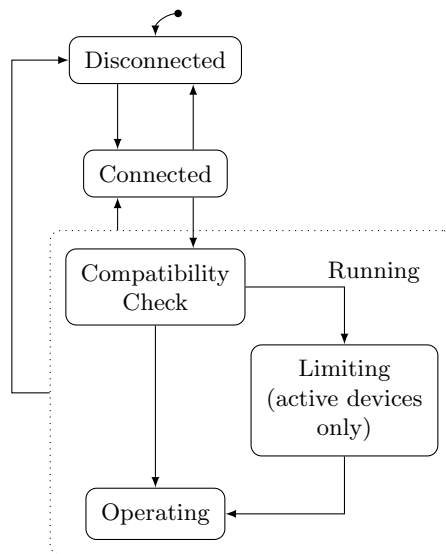 Disconnected
Connected
Compatibility
Check
Running
Limiting
(active devices
only)
Operating